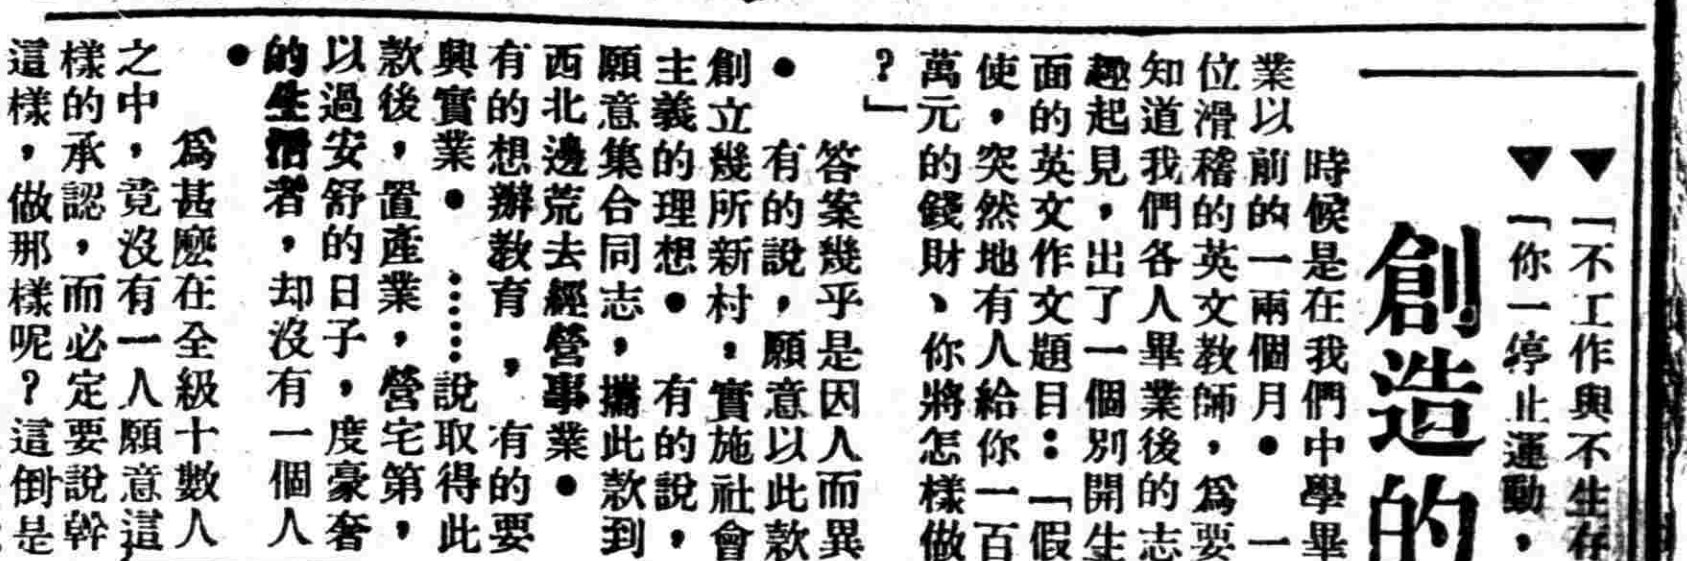 ▼「不工作與不生存
▼「你一停止運動，
創造的
時候是在我們中學畢
業以前的一兩個月●一
位滑稽的英文教師，爲要
知道我們各人畢業後的志
趣起見，出了一個別開生
面的英文作文題目：「假
使，突然地有人給你一百
萬元的錢財、你將怎樣做
？」
答案幾乎是因人而異
●有的說，願意以此款
創立幾所新村，實施社會
主義的理想●有的說，
願意集合同志，攜此款到
西北邊荒去經營事業●
有的想辦教育，有的要
興實業●……說取得此
款後，置產業，營宅第，
以過安舒的日子，度豪奢
的生活者，却沒有一個人
●
爲甚麼在全級十數人
之中，竟沒有一人願意這
樣的承認，而必定要說幹
這樣，做那樣呢？這倒是